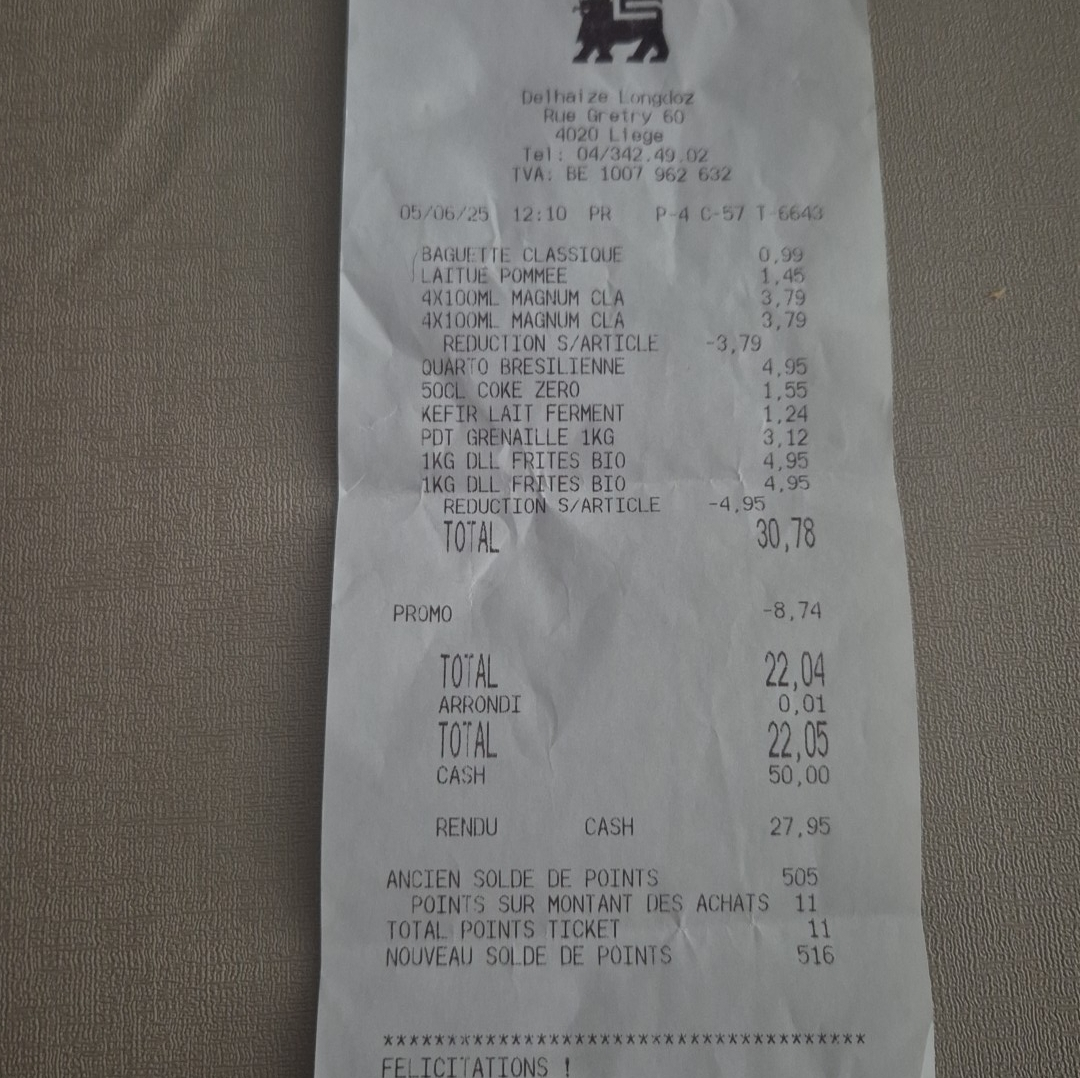 Delhaize Longdoz
Rue Gretry 60
4020 Liege
Tel: 04/342.49.02
TVA: BE 1007 962 632
05/06/25 12:10 PR P-4 C-57 T-6643
BAGUETTE CLASSIQUE 0,99
LAITUE POMMEE 1,45
4X100ML MAGNUM CLA 3,79
4X100ML MAGNUM CLA 3,79
REDUCTION S/ARTICLE -3,79
QUARTO BRESILIENNE 4,95
50CL COKE ZERO 1,55
KEFIR LAIT FERMENT 1,24
PDT GRENAILLE 1KG 3,12
1KG DLL FRITES BIO 4,95
1KG DLL FRITES BIO 4,95
REDUCTION S/ARTICLE -4,95
TOTAL 30,78
PROMO -8,74
TOTAL 22,04
ARRONDI 0,01
TOTAL 22,05
CASH 50,00
RENDU CASH 27,95
ANCIEN SOLDE DE POINTS 505
POINTS SUR MONTANT DES ACHATS 11
TOTAL POINTS TICKET 11
NOUVEAU SOLDE DE POINTS 516
***************************************
FELICITATIONS !